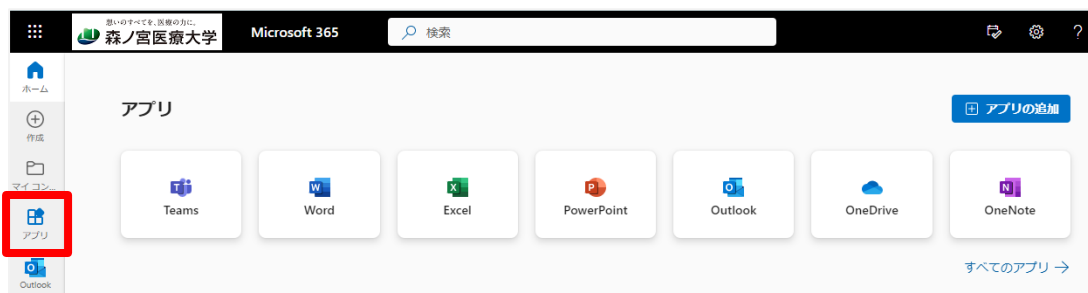 思いのすべてを、医療の力に。
森ノ宮医療大学
Microsoft 365
検索
?
ホーム
作成
マイ コン...
アプリ
Outlook
アプリ
アプリの追加
Teams
Word
Excel
PowerPoint
Outlook
OneDrive
OneNote
すべてのアプリ →